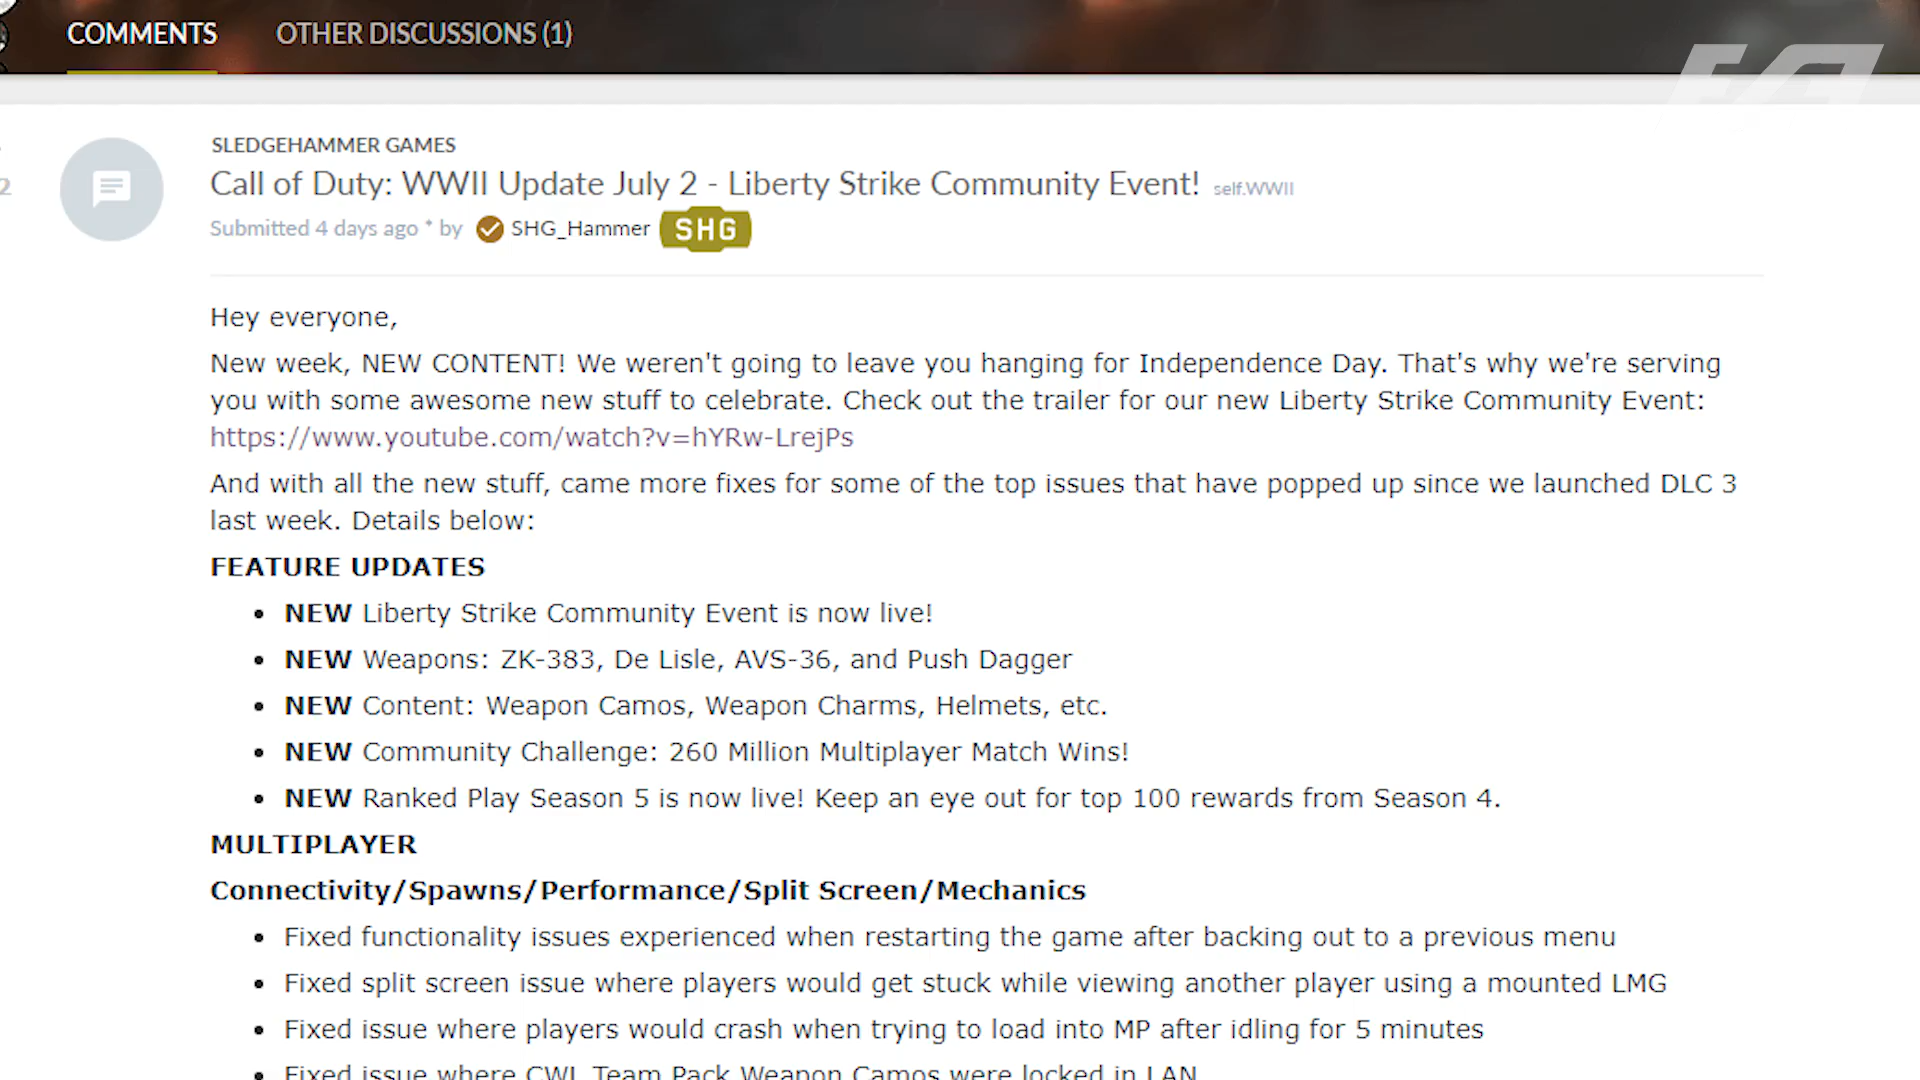 COMMENTS OTHER DISCUSSIONS (1)
SLEDGEHAMMER GAMES
Call of Duty: WWII Update July 2 - Liberty Strike Community Event! self.WWII
2
Submitted 4 days ago * by SHG_Hammer SHG
Hey everyone,
New week, NEW CONTENT! We weren't going to leave you hanging for Independence Day. That's why we're serving
you with some awesome new stuff to celebrate. Check out the trailer for our new Liberty Strike Community Event:
https://www.youtube.com/watch?v=hYRw-LrejPs
And with all the new stuff, came more fixes for some of the top issues that have popped up since we launched DLC 3
last week. Details below:
FEATURE UPDATES
• NEW Liberty Strike Community Event is now live!
• NEW Weapons: ZK-383, De Lisle, AVS-36, and Push Dagger
• NEW Content: Weapon Camos, Weapon Charms, Helmets, etc.
• NEW Community Challenge: 260 Million Multiplayer Match Wins!
• NEW Ranked Play Season 5 is now live! Keep an eye out for top 100 rewards from Season 4.
MULTIPLAYER
Connectivity/Spawns/Performance/Split Screen/Mechanics
• Fixed functionality issues experienced when restarting the game after backing out to a previous menu
• Fixed split screen issue where players would get stuck while viewing another player using a mounted LMG
• Fixed issue where players would crash when trying to load into MP after idling for 5 minutes
• Fixed issue where CWL Team Pack Weapon Camos were locked in LAN